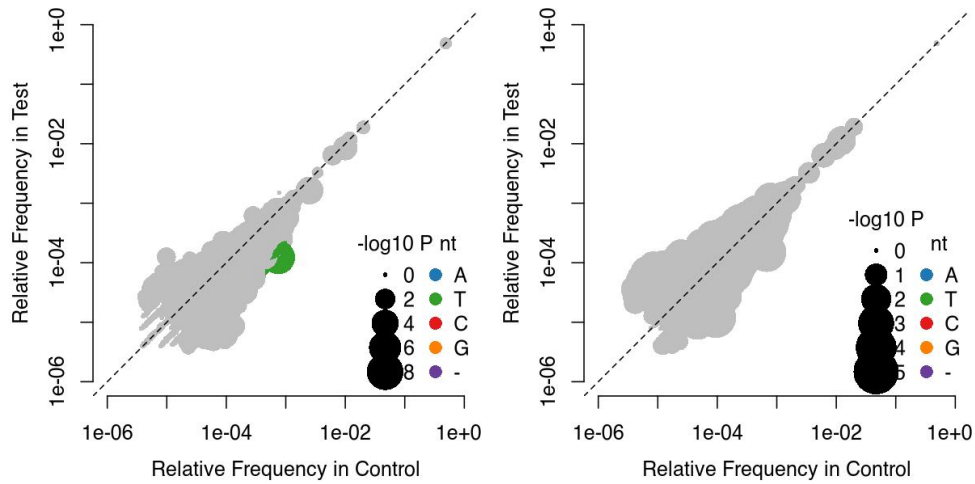 1e+0
1e-02
1e-04
1e-06
Relative Frequency in Test
-log10 P nt
0 A
2 T
4 C
6 G
8 -
1e-06 1e-04 1e-02 1e+0
Relative Frequency in Control
1e+0
1e-02
1e-04
1e-06
Relative Frequency in Test
-log10 P
nt
0
1 A
2 T
3 C
4 G
5 -
1e-06 1e-04 1e-02 1e+0
Relative Frequency in Control